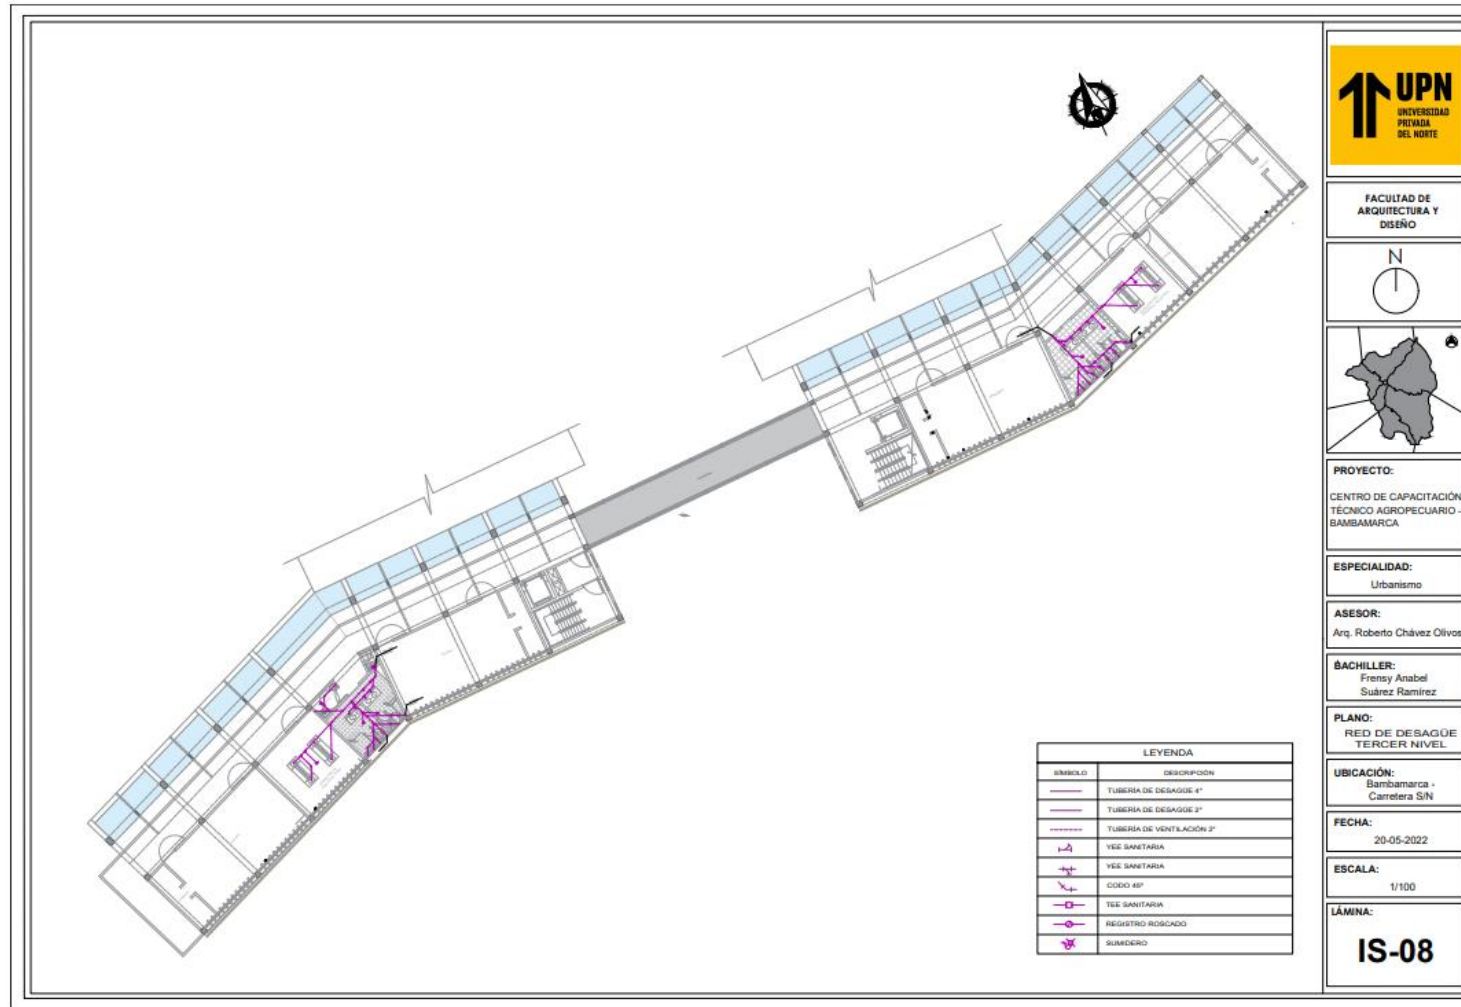 UPN
UNIVERSIDAD
PRIVADA
DEL NORTE
FACULTAD DE
ARQUITECTURA Y
DISEÑO
N
PROYECTO:
CENTRO DE CAPACITACIÓN
TÉCNICO AGROPECUARIO -
BAMBAMARCA
ESPECIALIDAD:
Urbanismo
ASESOR:
Arq. Roberto Chávez Olivos
BACHILLER:
Frensy Anabel
Suárez Ramírez
PLANO:
RED DE DESAGÜE
TERCER NIVEL
UBICACIÓN:
Bambamarca -
Carretera S/N
FECHA:
20-05-2022
ESCALA:
1/100
LÁMINA:
IS-08
LEYENDA
SÍMBOLO DESCRIPCIÓN
TUBERÍA DE DESAGÜE 4"
TUBERÍA DE DESAGÜE 2"
TUBERÍA DE VENTILACIÓN 2"
YEE SANITARIA
YEE SANITARIA
CODO 45°
TEE SANITARIA
REGISTRO ROSCADO
SUMIDERO